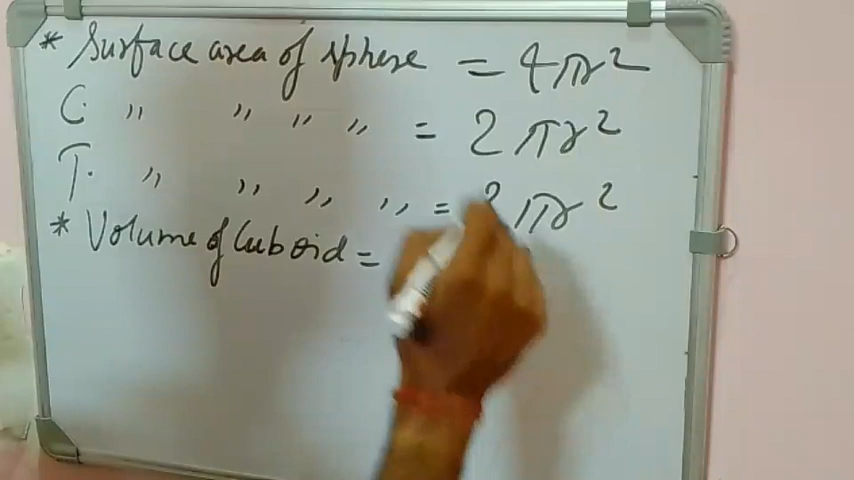 * Surface area of sphere = 4πr²
C. " " " " = 2πr²
T. " " " " = 3πr²
* Volume of Cuboid =